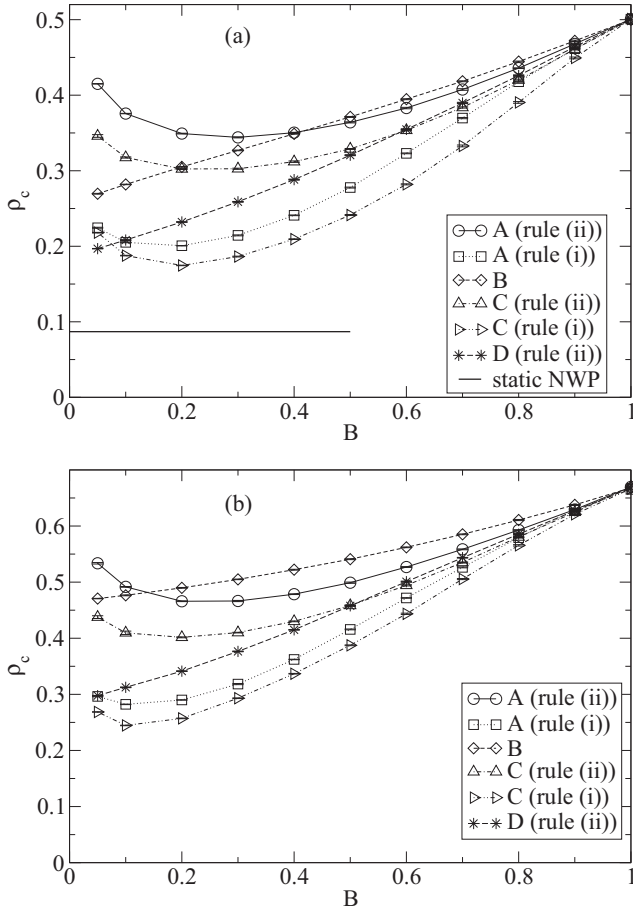 (a)
0.5
0.4
0.3
0.2
0.1
0
ρc
0 0.2 0.4 0.6 0.8 1
B
A (rule (ii))
A (rule (i))
B
C (rule (ii))
C (rule (i))
D (rule (ii))
static NWP
(b)
0.6
0.5
0.4
0.3
0.2
0.1
0
ρc
0 0.2 0.4 0.6 0.8 1
B
A (rule (ii))
A (rule (i))
B
C (rule (ii))
C (rule (i))
D (rule (ii))